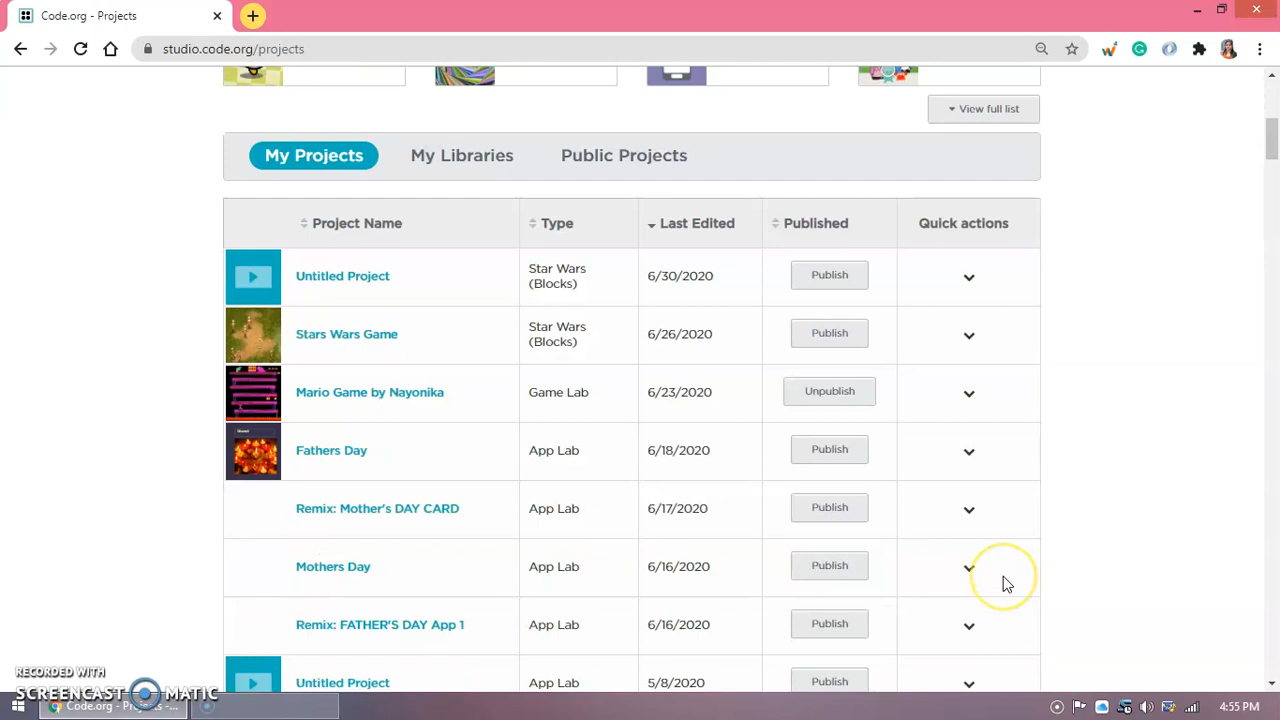 Code.org - Projects
studio.code.org/projects
View full list
My Projects My Libraries Public Projects
Project Name Type Last Edited Published Quick actions
Untitled Project Star Wars (Blocks) 6/30/2020 Publish
Stars Wars Game Star Wars (Blocks) 6/26/2020 Publish
Mario Game by Nayonika Game Lab 6/23/2020 Unpublish
Fathers Day App Lab 6/18/2020 Publish
Remix: Mother's DAY CARD App Lab 6/17/2020 Publish
Mothers Day App Lab 6/16/2020 Publish
Remix: FATHER'S DAY App 1 App Lab 6/16/2020 Publish
Untitled Project App Lab 5/8/2020 Publish
RECORDED WITH
SCREENCAST MATIC
Code.org - Projects - ...
4:55 PM